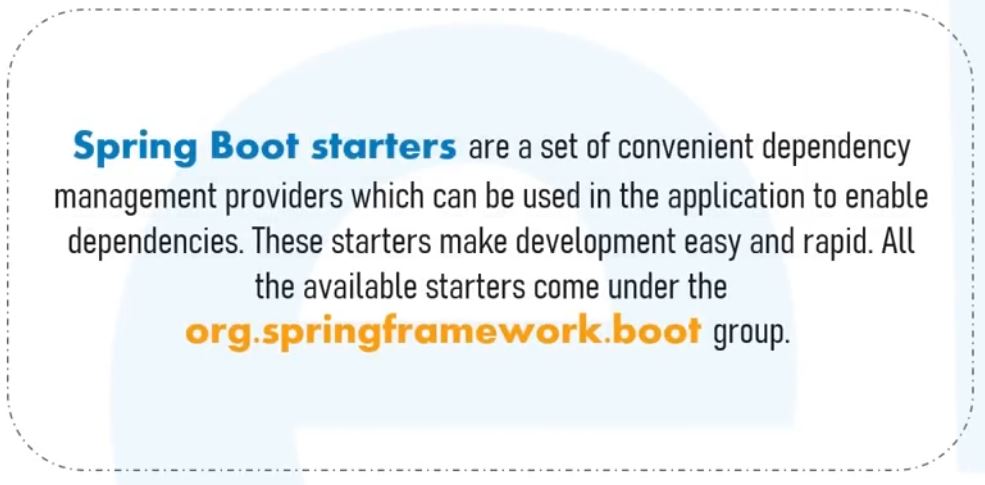 Spring Boot starters are a set of convenient dependency
management providers which can be used in the application to enable
dependencies. These starters make development easy and rapid. All
the available starters come under the
org.springframework.boot group.